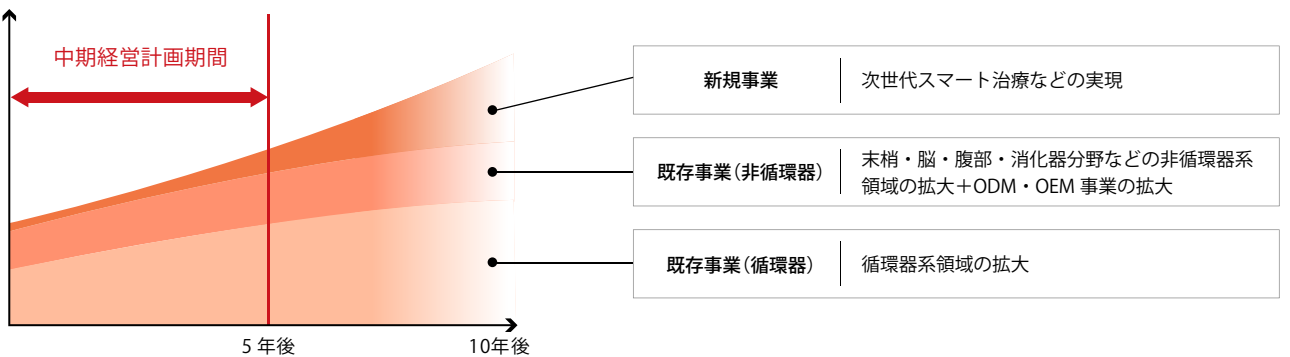 中期経営計画期間
新規事業
次世代スマート治療などの実現
既存事業（非循環器）
末梢・脳・腹部・消化器分野などの非循環器系
領域の拡大＋ODM・OEM 事業の拡大
既存事業（循環器）
循環器系領域の拡大
5 年後
10年後